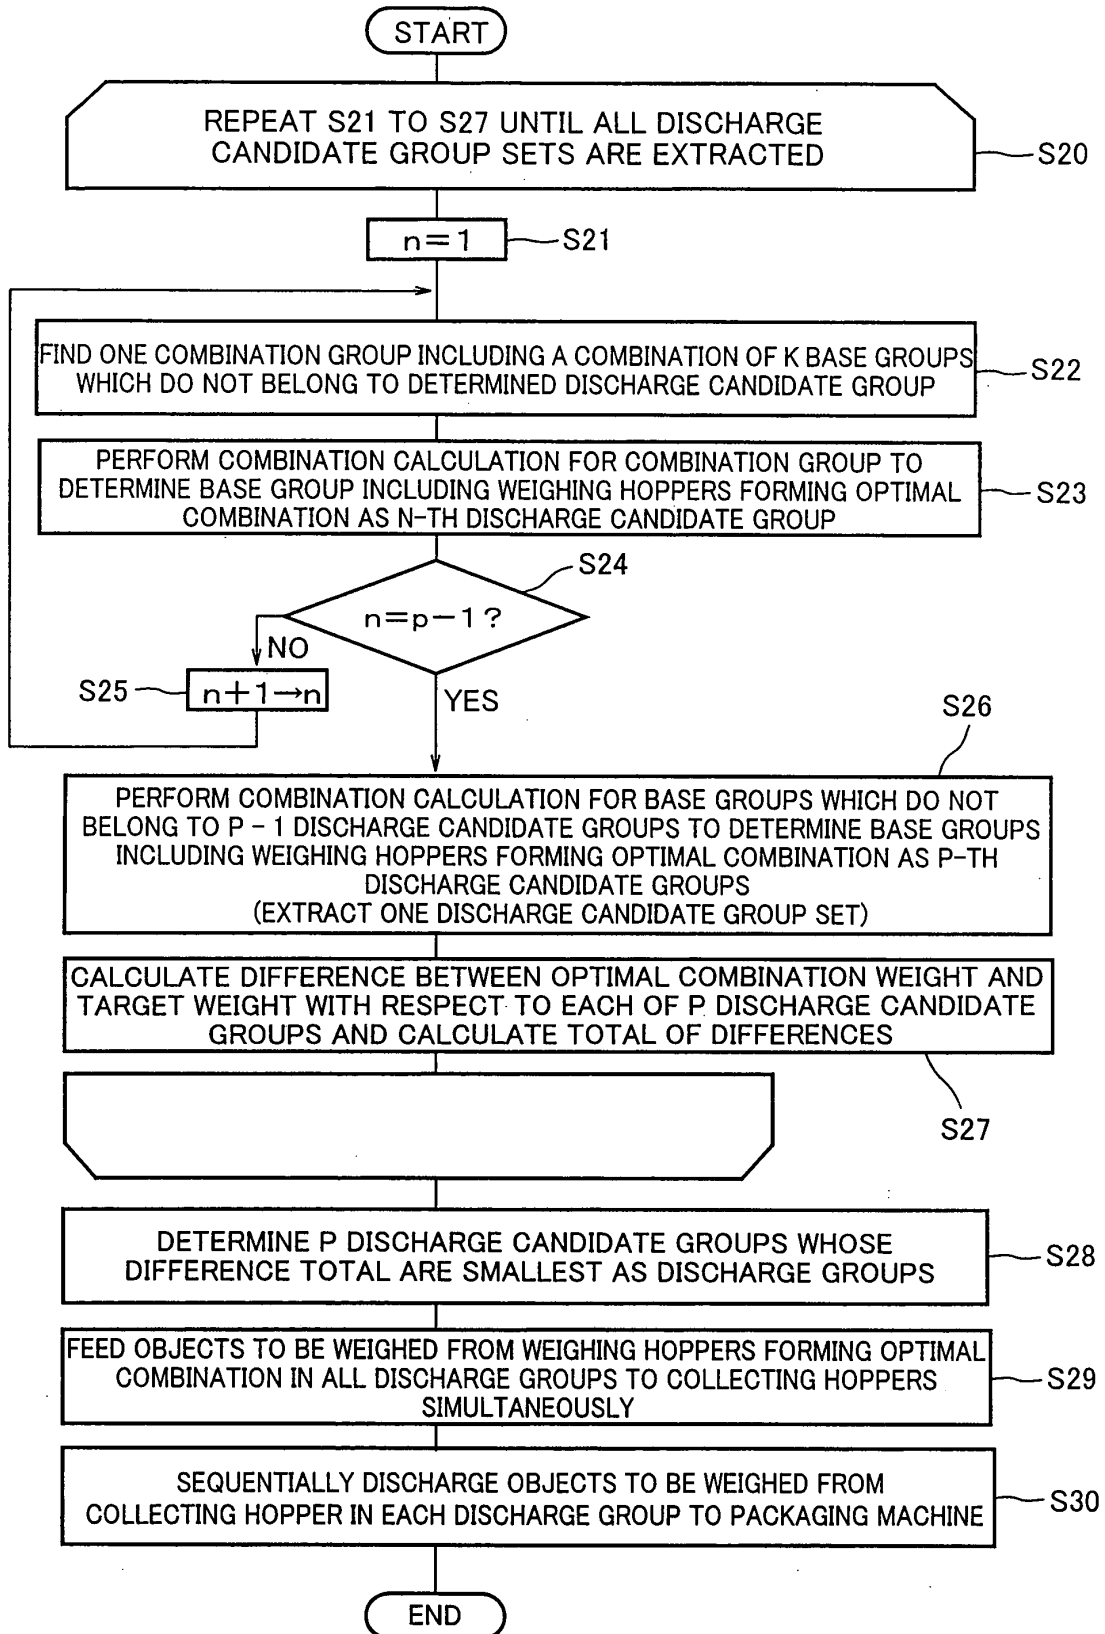 START
REPEAT S21 TO S27 UNTIL ALL DISCHARGE
CANDIDATE GROUP SETS ARE EXTRACTED
S20
n=1
S21
FIND ONE COMBINATION GROUP INCLUDING A COMBINATION OF K BASE GROUPS
WHICH DO NOT BELONG TO DETERMINED DISCHARGE CANDIDATE GROUP
S22
PERFORM COMBINATION CALCULATION FOR COMBINATION GROUP TO
DETERMINE BASE GROUP INCLUDING WEIGHING HOPPERS FORMING OPTIMAL
COMBINATION AS N-TH DISCHARGE CANDIDATE GROUP
S23
S24
n=p-1?
NO
S25
n+1→n
YES
S26
PERFORM COMBINATION CALCULATION FOR BASE GROUPS WHICH DO NOT
BELONG TO P - 1 DISCHARGE CANDIDATE GROUPS TO DETERMINE BASE GROUPS
INCLUDING WEIGHING HOPPERS FORMING OPTIMAL COMBINATION AS P-TH
DISCHARGE CANDIDATE GROUPS
(EXTRACT ONE DISCHARGE CANDIDATE GROUP SET)
CALCULATE DIFFERENCE BETWEEN OPTIMAL COMBINATION WEIGHT AND
TARGET WEIGHT WITH RESPECT TO EACH OF P DISCHARGE CANDIDATE
GROUPS AND CALCULATE TOTAL OF DIFFERENCES
S27
DETERMINE P DISCHARGE CANDIDATE GROUPS WHOSE
DIFFERENCE TOTAL ARE SMALLEST AS DISCHARGE GROUPS
S28
FEED OBJECTS TO BE WEIGHED FROM WEIGHING HOPPERS FORMING OPTIMAL
COMBINATION IN ALL DISCHARGE GROUPS TO COLLECTING HOPPERS
SIMULTANEOUSLY
S29
SEQUENTIALLY DISCHARGE OBJECTS TO BE WEIGHED FROM
COLLECTING HOPPER IN EACH DISCHARGE GROUP TO PACKAGING MACHINE
S30
END